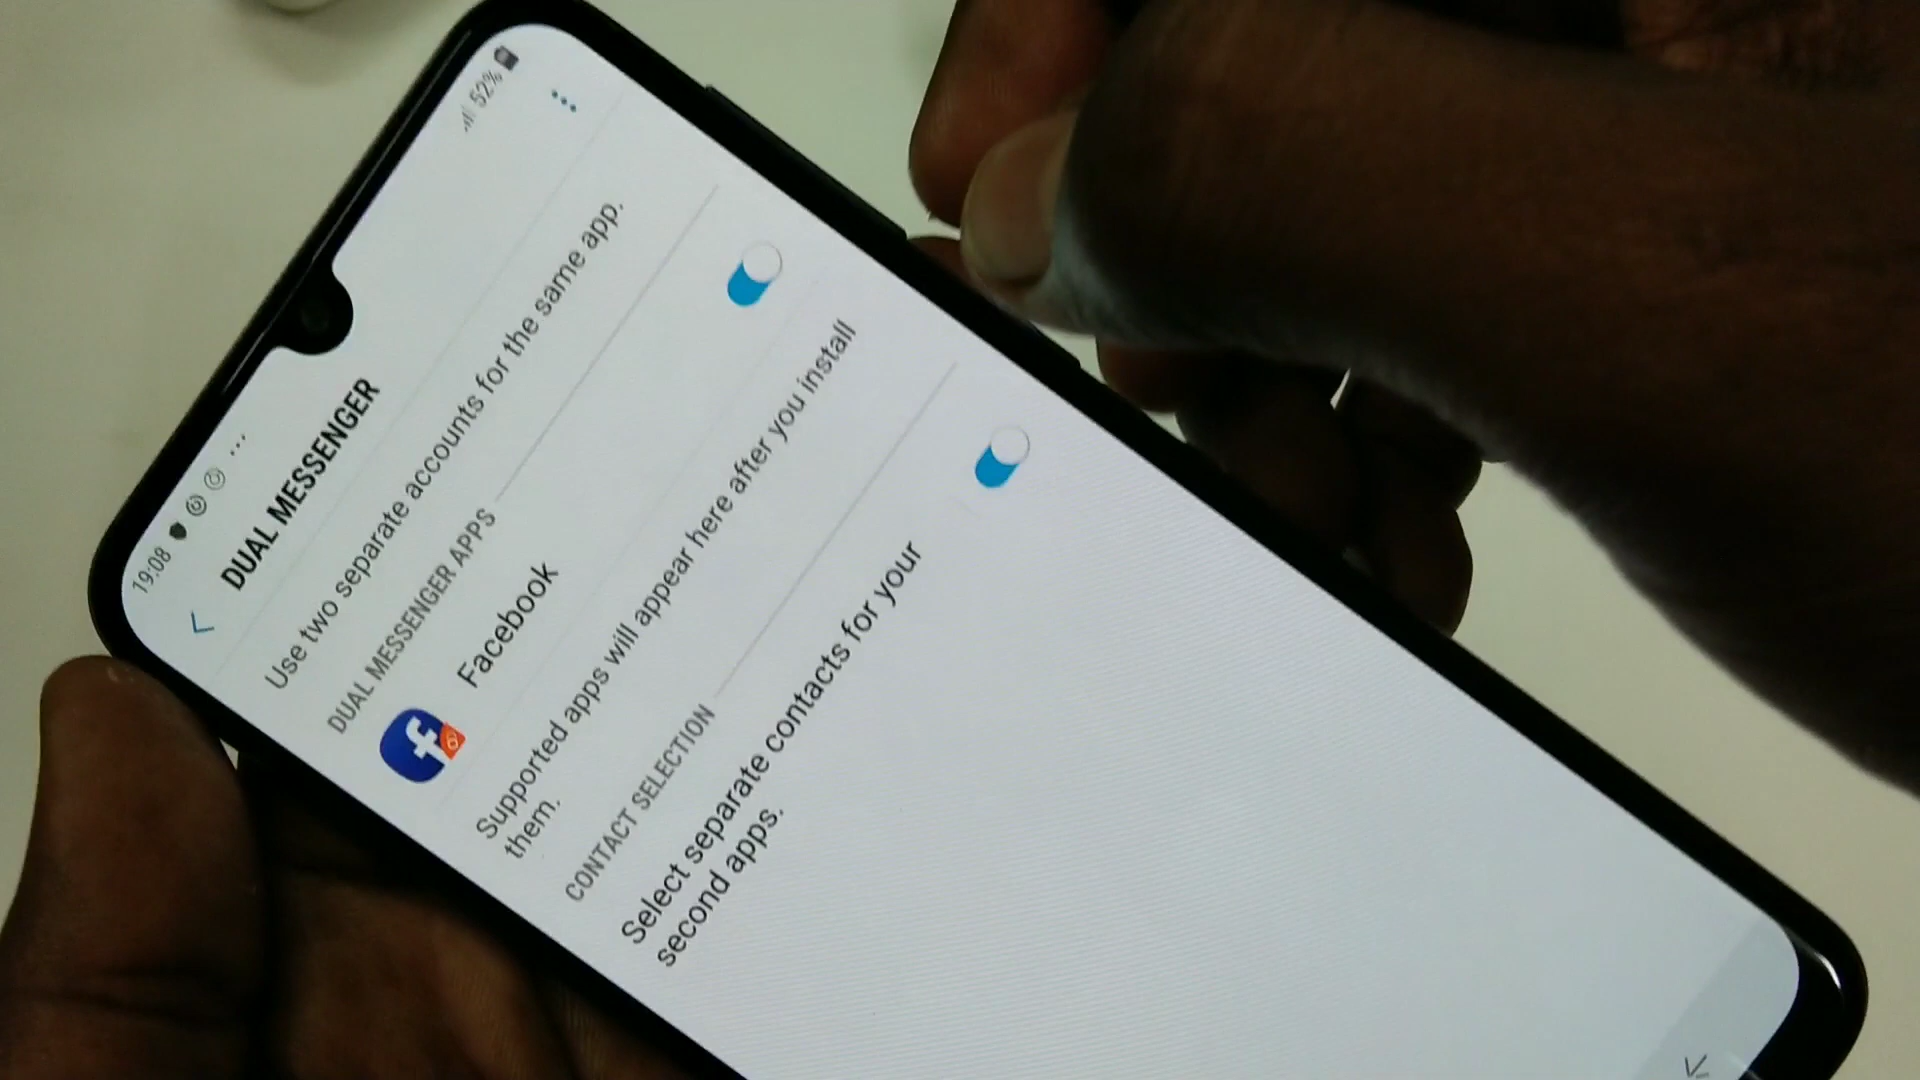 19:08 ... 52%
DUAL MESSENGER
Use two separate accounts for the same app.
DUAL MESSENGER APPS
Facebook
Supported apps will appear here after you install
them.
CONTACT SELECTION
Select separate contacts for your
second apps.